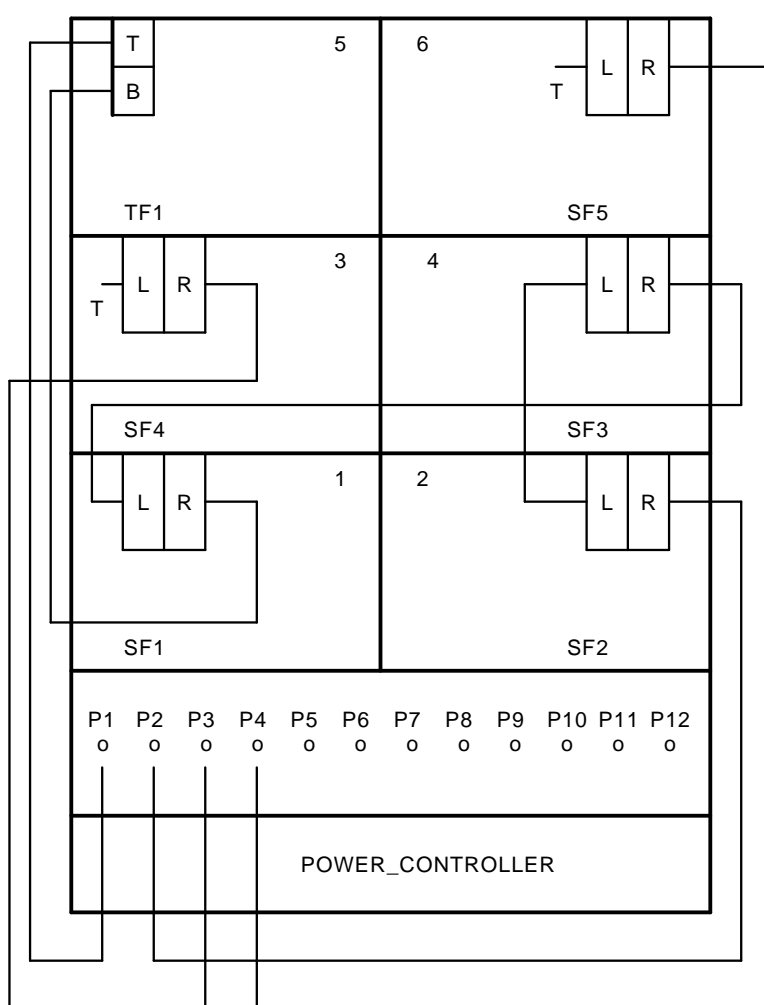 T 5 6 L R
B T
TF1 SF5
L R 3 4 L R
T
SF4 SF3
L R 1 2 L R
SF1 SF2
P1 P2 P3 P4 P5 P6 P7 P8 P9 P10 P11 P12
o o o o o o o o o o o o
POWER_CONTROLLER